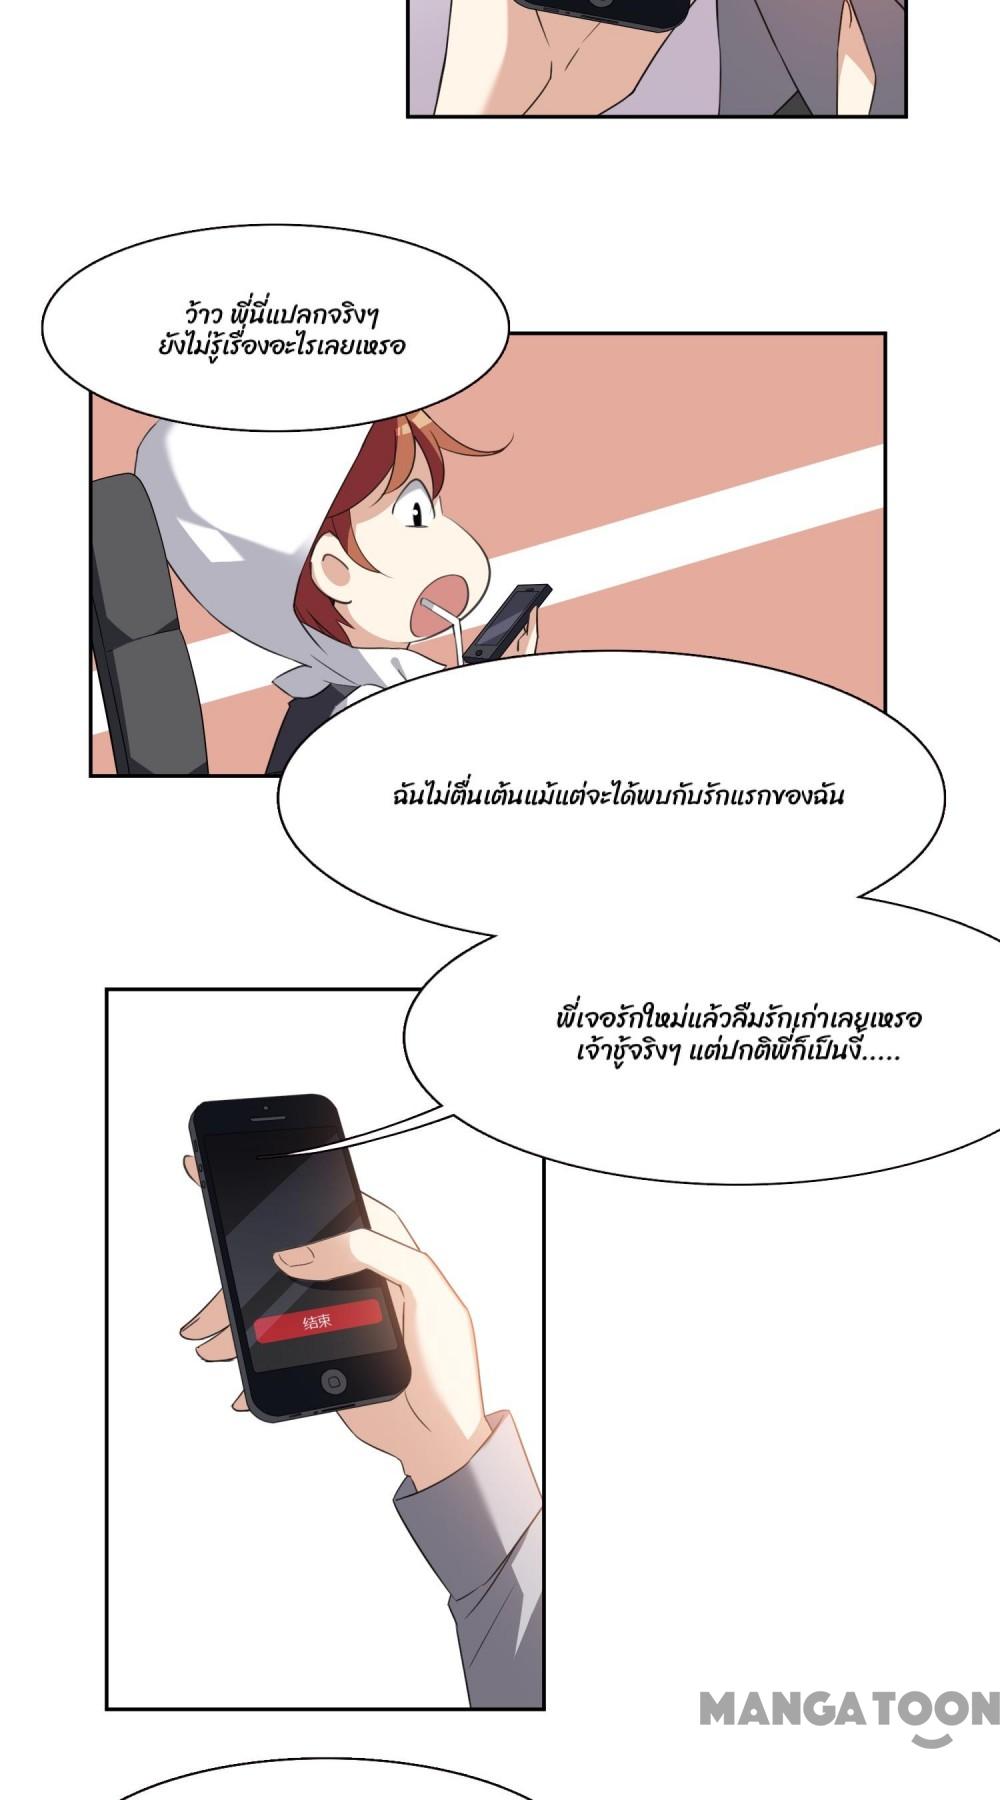 ว้าว พี่นี่แปลกจริงๆ
ยังไม่รู้เรื่องอะไรเลยเหรอ
ฉันไม่ตื่นเต้นแม้แต่จะได้พบกับรักแรกของฉัน
พี่เจอรักใหม่แล้วลืมรักเก่าเลยเหรอ
เจ้าชู้จริงๆ แต่ปกติพี่ก็เป็นงี้.....
结束
MANGATOON